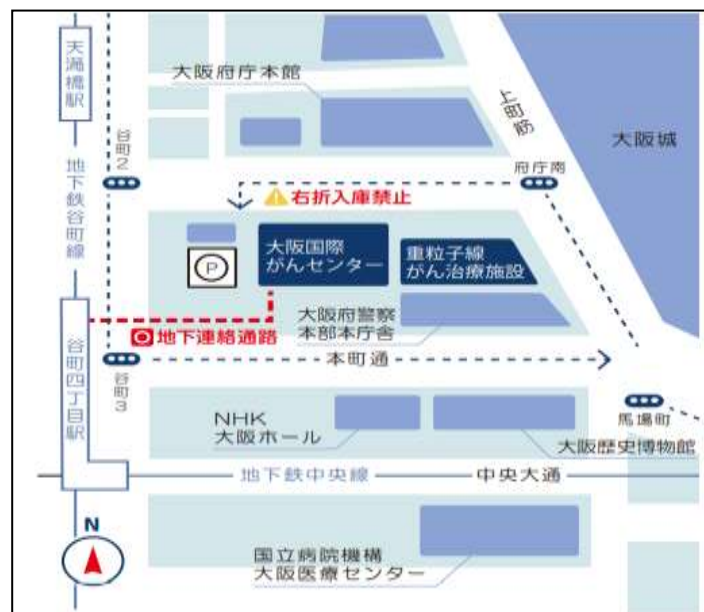 天満橋駅
大阪府庁本館
上町筋
大阪城
谷町2
府庁南
地下鉄谷町線
右折入庫禁止
大阪国際
がんセンター
重粒子線
がん治療施設
P
大阪府警察
本部本庁舎
地下連絡通路
本町通
谷町四丁目駅
谷町3
馬場町
NHK
大阪ホール
大阪歴史博物館
地下鉄中央線
中央大通
N
国立病院機構
大阪医療センター